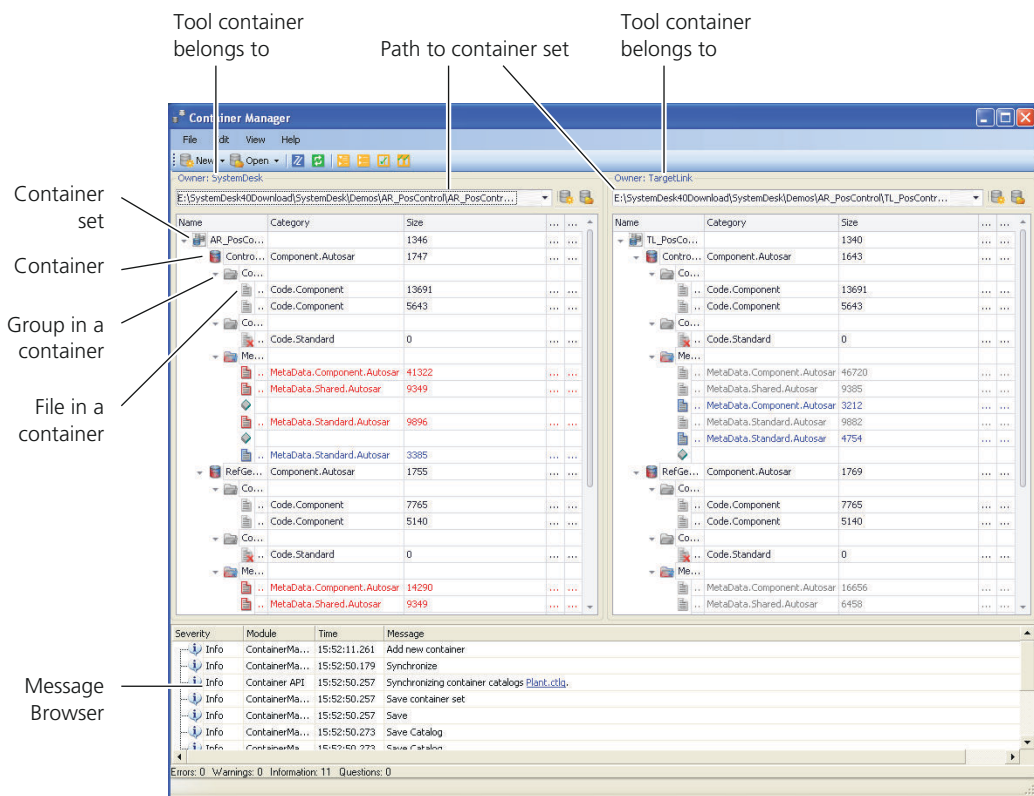 Tool container
belongs to
Path to container set
Tool container
belongs to
Container
set
Container
Group in a
container
File in a
container
Message
Browser
Container Manager
File Edit View Help
New Open
Owner: SystemDesk
E:\SystemDesk40Download\SystemDesk\Demos\AR_PosControl\AR_PosContr...
Name Category Size ... ...
AR_PosCo... 1346 ... ...
Contro... Component.Autosar 1747 ... ...
Co...
.. Code.Component 13691 ... ...
.. Code.Component 5643 ... ...
Co...
.. Code.Standard 0 ... ...
Me...
.. MetaData.Component.Autosar 41322 ... ...
.. MetaData.Shared.Autosar 9349 ... ...
.. MetaData.Standard.Autosar 9896 ... ...
.. MetaData.Standard.Autosar 3385 ... ...
RefGe... Component.Autosar 1755 ... ...
Co...
.. Code.Component 7765 ... ...
.. Code.Component 5140 ... ...
Co...
.. Code.Standard 0 ... ...
Me...
.. MetaData.Component.Autosar 14290 ... ...
.. MetaData.Shared.Autosar 9349 ... ...
Owner: TargetLink
E:\SystemDesk40Download\SystemDesk\Demos\AR_PosControl\TL_PosContr...
Name Category Size ... ...
TL_PosCo... 1340 ... ...
Contro... Component.Autosar 1643 ... ...
Co...
.. Code.Component 13691 ... ...
.. Code.Component 5643 ... ...
Co...
.. Code.Standard 0 ... ...
Me...
.. MetaData.Component.Autosar 46720 ... ...
.. MetaData.Shared.Autosar 9385 ... ...
.. MetaData.Component.Autosar 3212 ... ...
.. MetaData.Standard.Autosar 9882 ... ...
.. MetaData.Standard.Autosar 4754 ... ...
RefGe... Component.Autosar 1769 ... ...
Co...
.. Code.Component 7765 ... ...
.. Code.Component 5140 ... ...
Co...
.. Code.Standard 0 ... ...
Me...
.. MetaData.Component.Autosar 16656 ... ...
.. MetaData.Shared.Autosar 6458 ... ...
Severity Module Time Message
Info ContainerMa... 15:52:11.261 Add new container
Info ContainerMa... 15:52:50.179 Synchronize
Info Container API 15:52:50.257 Synchronizing container catalogs Plant.ctlg.
Info ContainerMa... 15:52:50.257 Save container set
Info ContainerMa... 15:52:50.257 Save
Info ContainerMa... 15:52:50.273 Save Catalog
Info ContainerMa... 15:52:50.273 Save Catalog
Errors: 0 Warnings: 0 Information: 11 Questions: 0